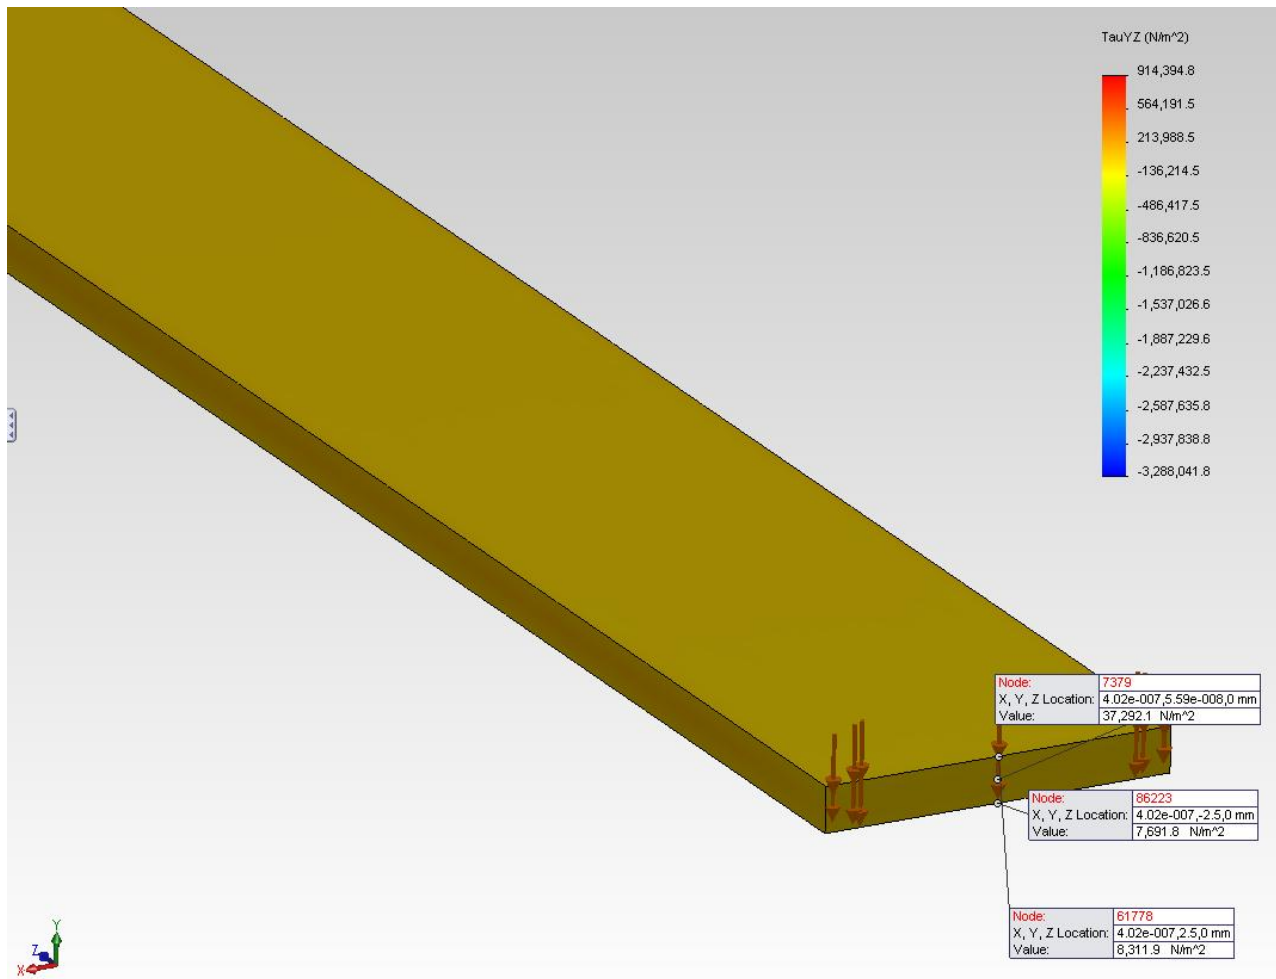 TauYZ (N/m^2)
914,394.8
564,191.5
213,988.5
-136,214.5
-486,417.5
-836,620.5
-1,186,823.5
-1,537,026.6
-1,887,229.6
-2,237,432.5
-2,587,635.8
-2,937,838.8
-3,288,041.8
Node: 7379
X, Y, Z Location: 4.02e-007,5.59e-008,0 mm
Value: 37,292.1 N/m^2
Node: 86223
X, Y, Z Location: 4.02e-007,-2.5,0 mm
Value: 7,691.8 N/m^2
Node: 61778
X, Y, Z Location: 4.02e-007,2.5,0 mm
Value: 8,311.9 N/m^2
Y
Z
X